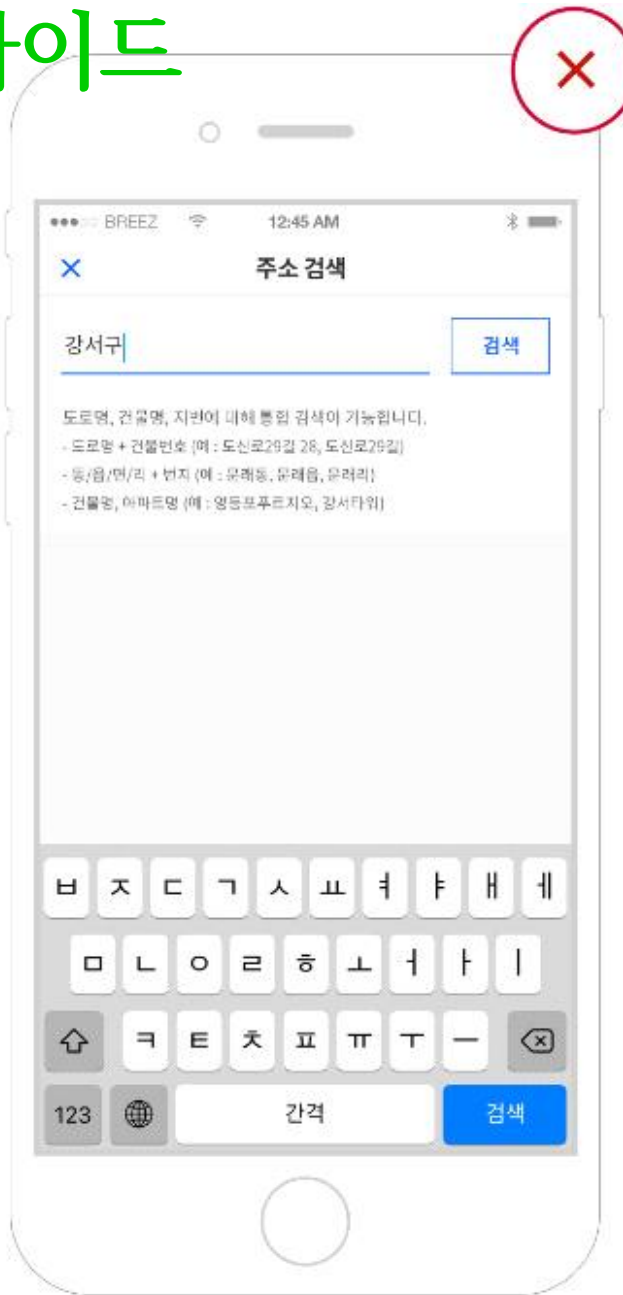 이드
BREEZ 12:45 AM
주소 검색
강서구 검색
도로명, 건물명, 지번에 대해 통합 검색이 가능합니다.
- 도로명 + 건물번호 (예 : 도신로29길 28, 도신로29길)
- 동/읍/면/리 + 번지 (예 : 문래동, 문래읍, 문래리)
- 건물명, 아파트명 (예 : 영등포푸르지오, 강서타워)
ㅂ ㅈ ㄷ ㄱ ㅅ ㅛ ㅕ ㅑ ㅐ ㅔ
ㅁ ㄴ ㅇ ㄹ ㅎ ㅗ ㅓ ㅏ ㅣ
ㅋ ㅌ ㅊ ㅍ ㅠ ㅜ ㅡ
123 간격 검색